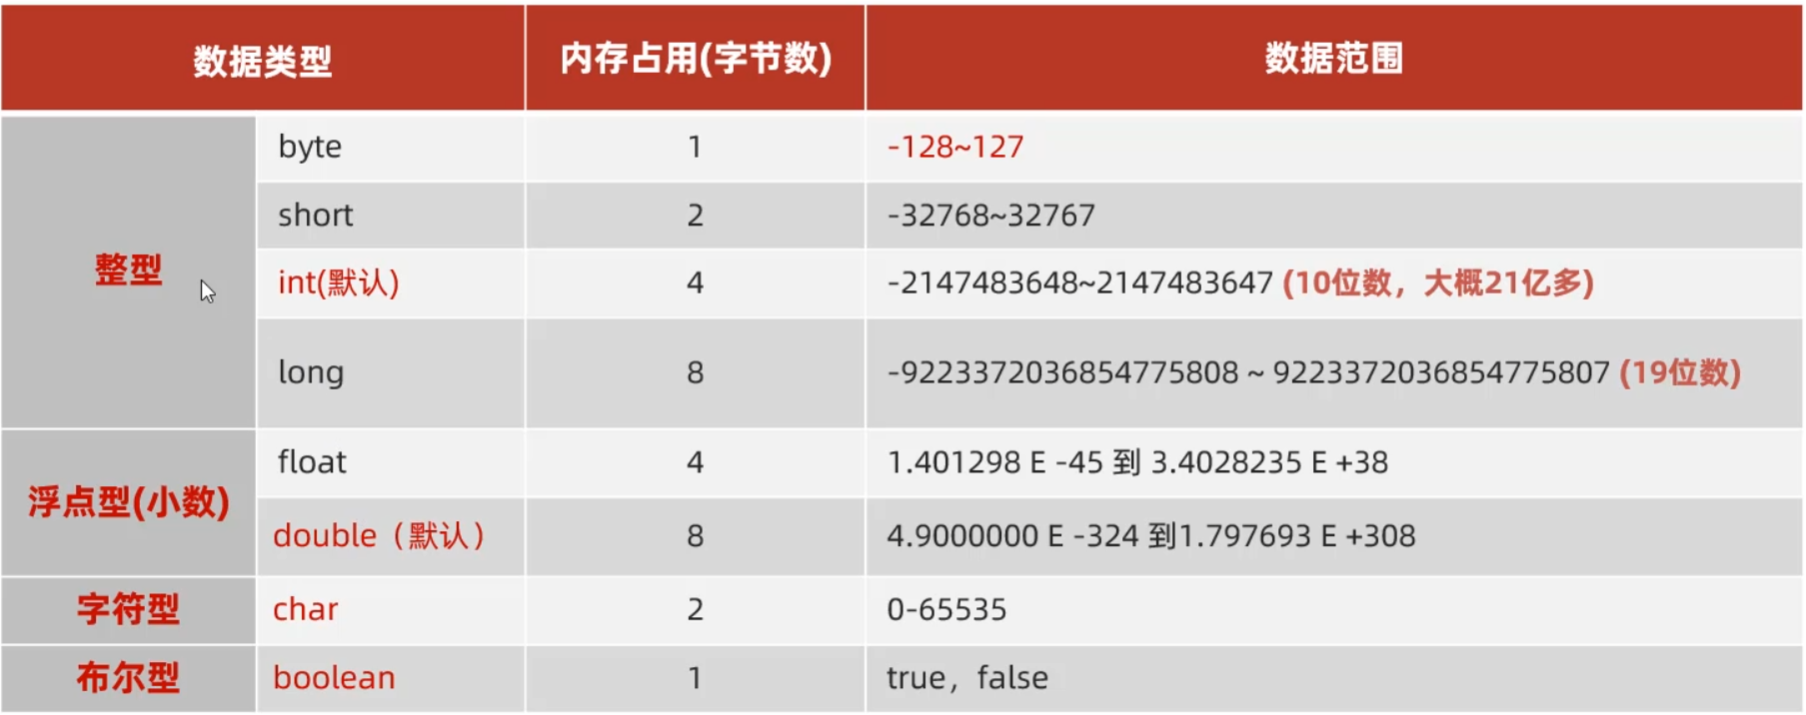 数据类型 内存占用(字节数) 数据范围
整型
byte 1 -128~127
short 2 -32768~32767
int(默认) 4 -2147483648~2147483647 (10位数，大概21亿多)
long 8 -9223372036854775808 ~ 9223372036854775807 (19位数)
浮点型(小数)
float 4 1.401298 E -45 到 3.4028235 E +38
double（默认） 8 4.9000000 E -324 到1.797693 E +308
字符型 char 2 0-65535
布尔型 boolean 1 true，false